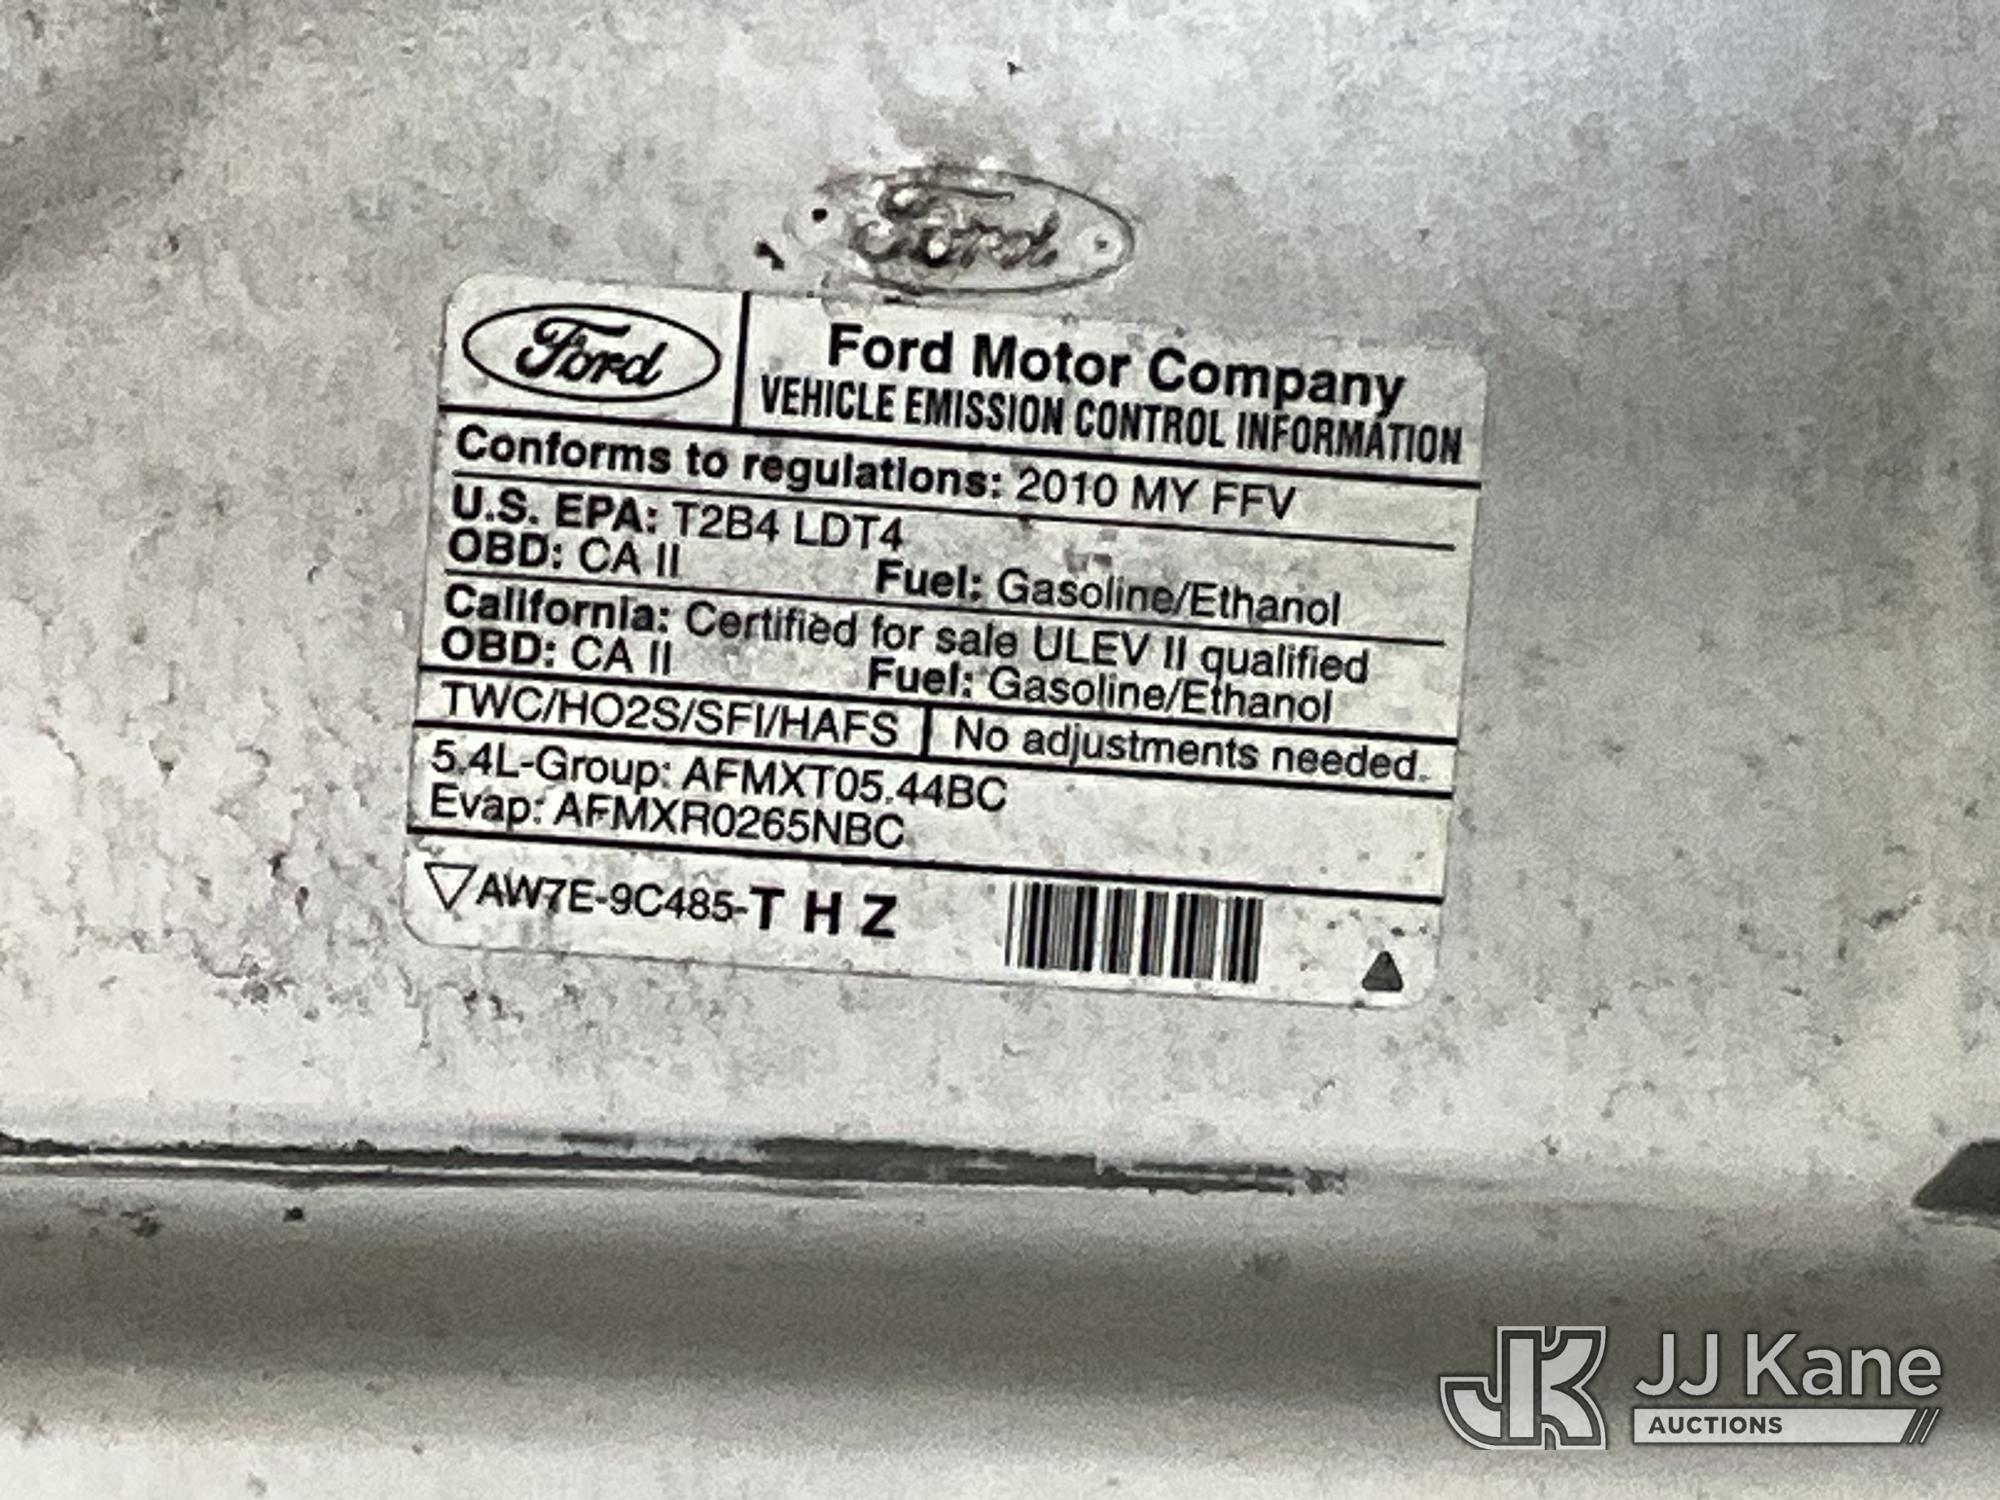 Ford
Ford
Ford Motor Company
VEHICLE EMISSION CONTROL INFORMATION
Conforms to regulations: 2010 MY FFV
U.S. EPA: T2B4 LDT4
OBD: CA II Fuel: Gasoline/Ethanol
California: Certified for sale ULEV II qualified
OBD: CA II Fuel: Gasoline/Ethanol
TWC/HO2S/SFI/HAFS No adjustments needed.
5.4L-Group: AFMXT05.44BC
Evap: AFMXR0265NBC
AW7E-9C485-T H Z
JK JJ Kane
AUCTIONS